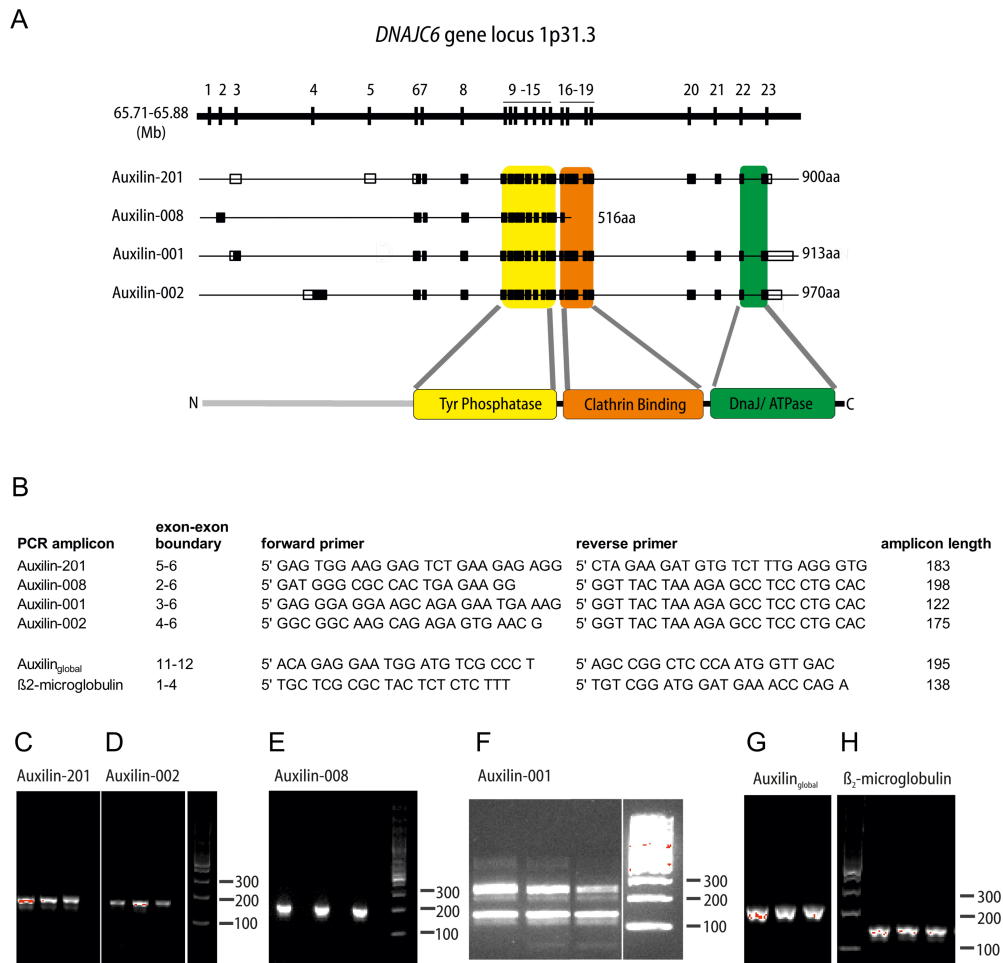 A
DNAJC6 gene locus 1p31.3
1 2 3 4 5 67 8 9 -15 16-19 20 21 22 23
65.71-65.88
(Mb)
Auxilin-201 900aa
Auxilin-008 516aa
Auxilin-001 913aa
Auxilin-002 970aa
N Tyr Phosphatase Clathrin Binding DnaJ/ ATPase C
B
PCR amplicon exon-exon boundary forward primer reverse primer amplicon length
Auxilin-201 5-6 5' GAG TGG AAG GAG TCT GAA GAG AGG 5' CTA GAA GAT GTG TCT TTG AGG GTG 183
Auxilin-008 2-6 5' GAT GGG CGC CAC TGA GAA GG 5' GGT TAC TAA AGA GCC TCC CTG CAC 198
Auxilin-001 3-6 5' GAG GGA GGA AGC AGA GAA TGA AAG 5' GGT TAC TAA AGA GCC TCC CTG CAC 122
Auxilin-002 4-6 5' GGC GGC AAG CAG AGA GTG AAC G 5' GGT TAC TAA AGA GCC TCC CTG CAC 175
Auxilinglobal 11-12 5' ACA GAG GAA TGG ATG TCG CCC T 5' AGC CGG CTC CCA ATG GTT GAC 195
ß2-microglobulin 1-4 5' TGC TCG CGC TAC TCT CTC TTT 5' TGT CGG ATG GAT GAA ACC CAG A 138
C D E F G H
Auxilin-201 Auxilin-002 Auxilin-008 Auxilin-001 Auxilinglobal ß2-microglobulin
300 300 300 300
200 200 200 200
100 100 100 100